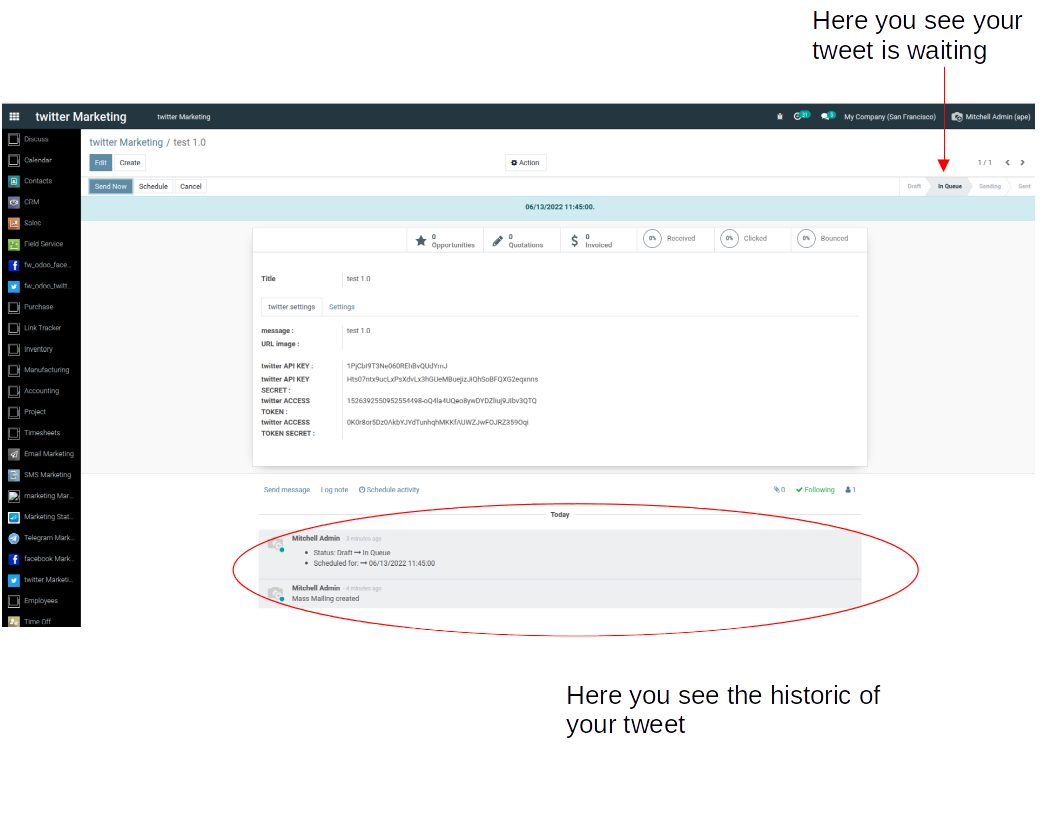 Here you see your
tweet is waiting
twitter Marketing
twitter Marketing
31
5
My Company (San Francisco)
Mitchell Admin (ape)
Discuss
Calendar
Contacts
CRM
Sales
Field Service
fw_odoo_face..
fw_odoo_twitt..
Purchase
Link Tracker
Inventory
Manufacturing
Accounting
Project
Timesheets
Email Marketing
SMS Marketing
marketing Mar..
Marketing Stat..
Telegram Mark..
facebook Mark..
twitter Marketi..
Employees
Time Off
twitter Marketing / test 1.0
Edit
Create
Action
1 / 1
Send Now
Schedule
Cancel
Draft
In Queue
Sending
Sent
06/13/2022 11:45:00.
0
Opportunities
0
Quotations
0
Invoiced
0%
Received
0%
Clicked
0%
Bounced
Title
test 1.0
twitter settings
Settings
message :
test 1.0
URL image :
twitter API KEY :
twitter API KEY
SECRET :
twitter ACCESS
TOKEN :
twitter ACCESS
TOKEN SECRET :
Send message
Log note
Schedule activity
0
Following
1
Today
Mitchell Admin - 3 minutes ago
Status: Draft → In Queue
Scheduled for: → 06/13/2022 11:45:00
Mitchell Admin - 4 minutes ago
Mass Mailing created
Here you see the historic of
your tweet